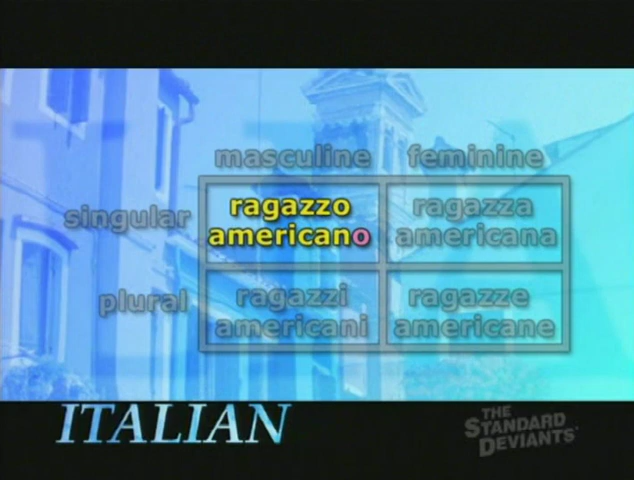 masculine feminine
singular
ragazzo
americano
ragazza
americana
plural
ragazzi
americani
ragazze
americane
ITALIAN
THE
STANDARD
DEVIANTS